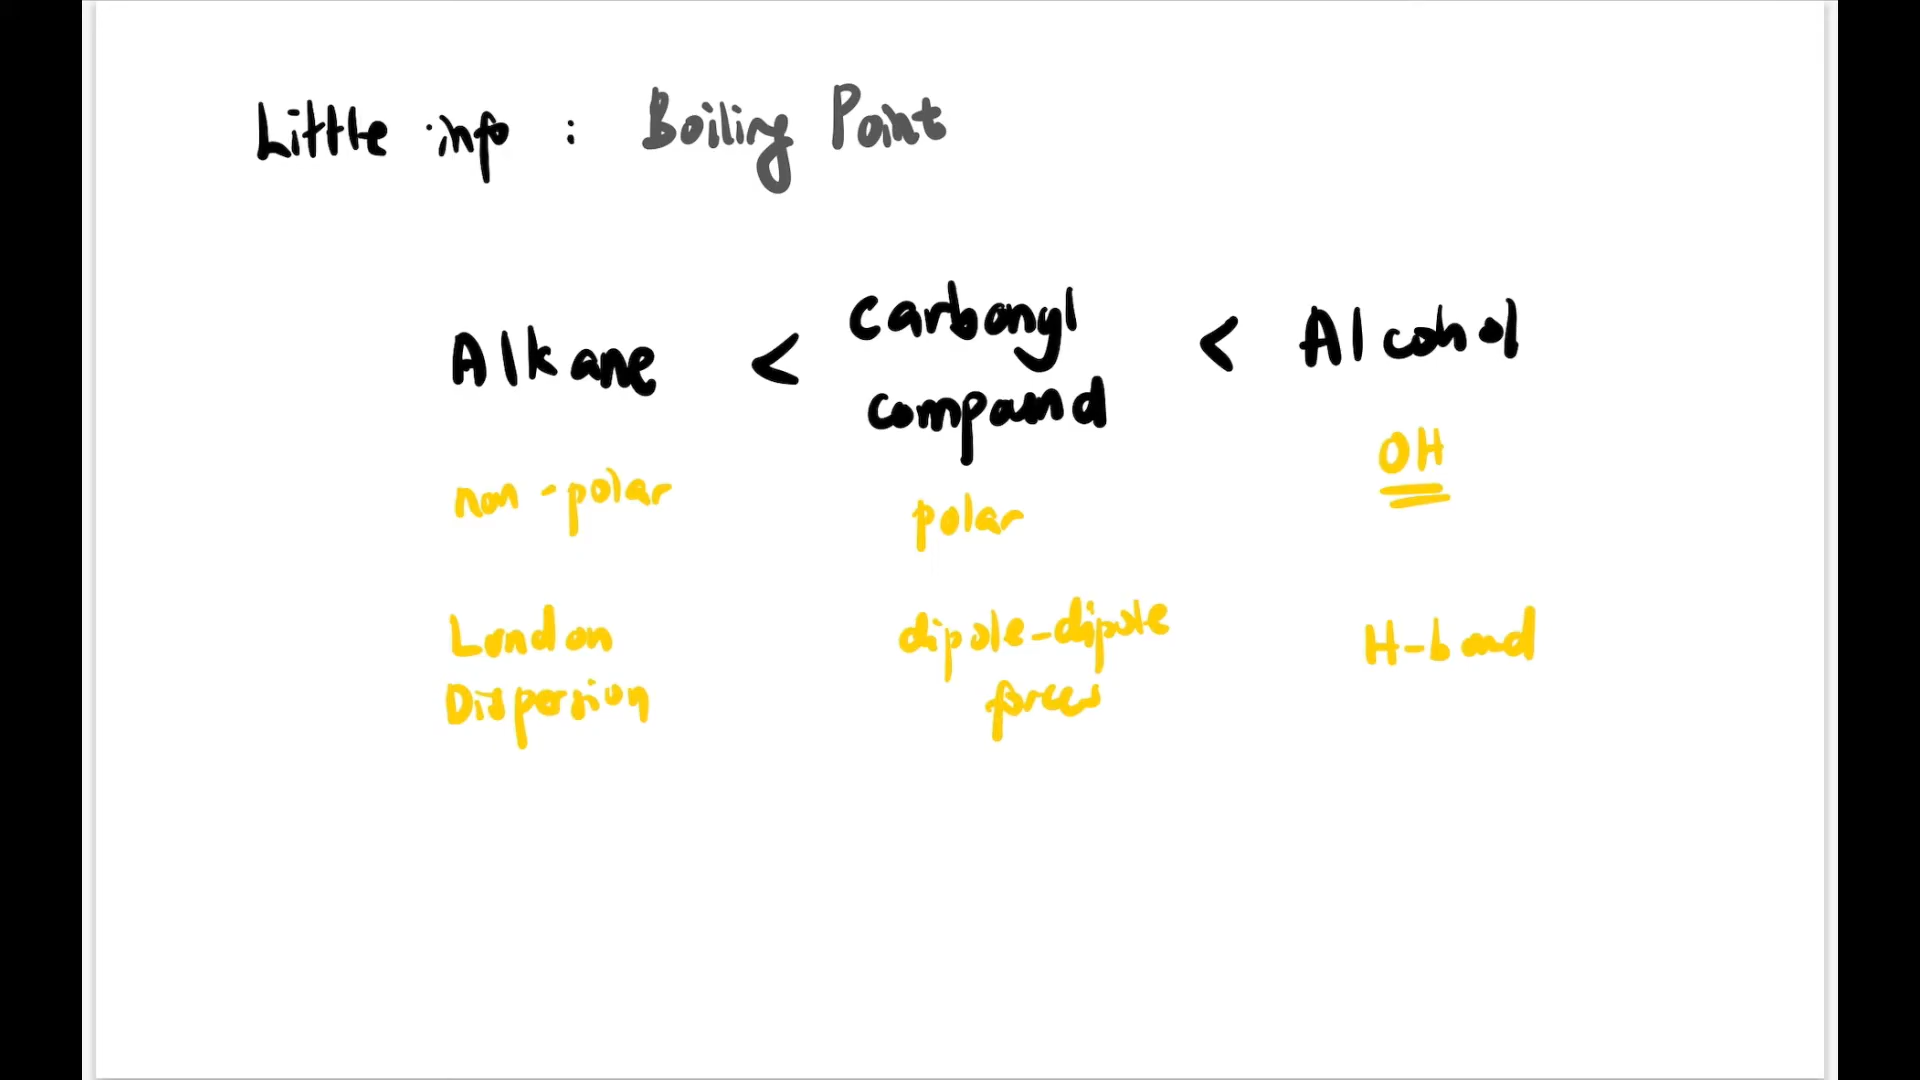 Little info : Boiling Point
Alkane < carbonyl compound < Alcohol
non-polar polar OH
London Dispersion dipole-dipole forces H-bond